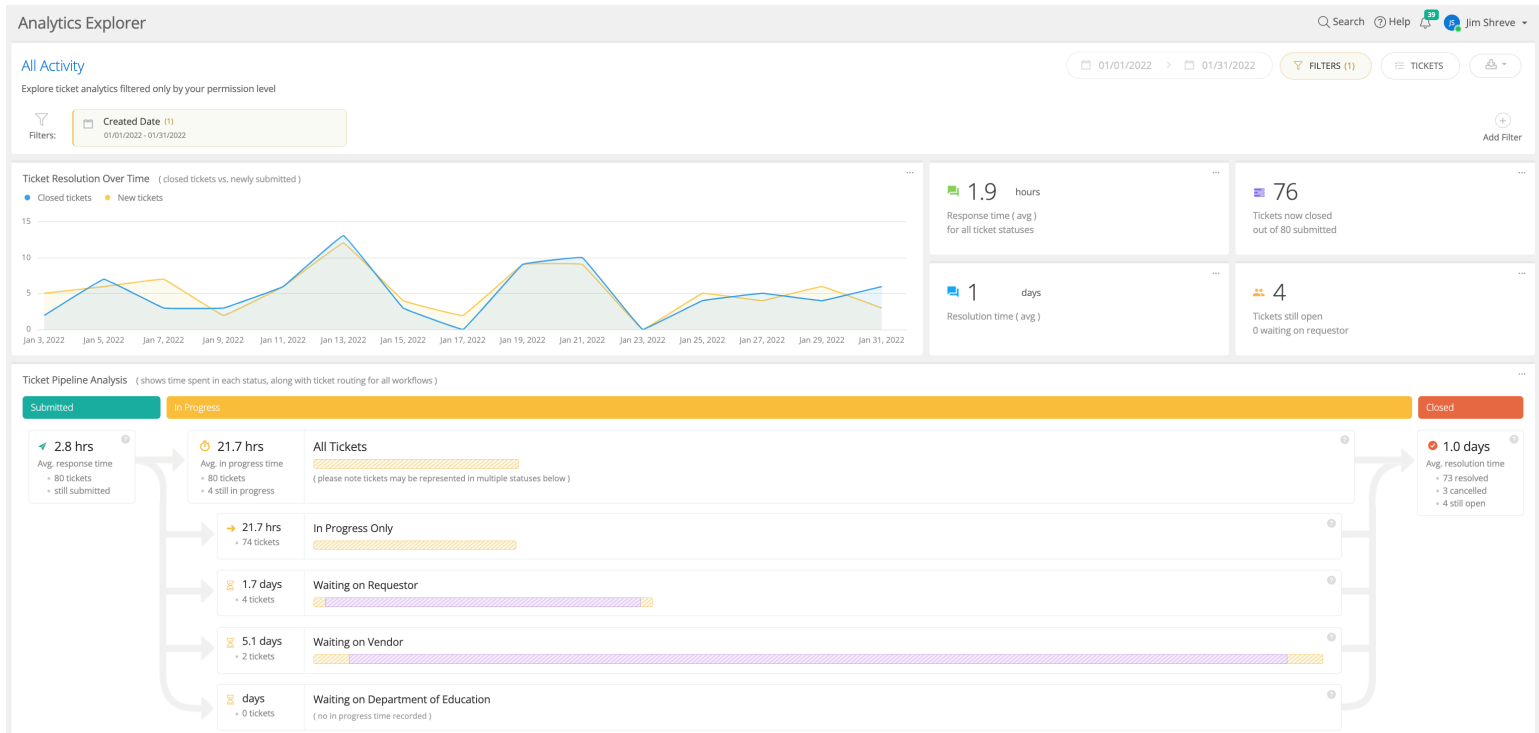 Analytics Explorer
Search
Help
39
JS
Jim Shreve
All Activity
01/01/2022 > 01/31/2022
FILTERS (1)
TICKETS
Explore ticket analytics filtered only by your permission level
Filters:
Created Date (1)
01/01/2022 - 01/31/2022
Add Filter
Ticket Resolution Over Time ( closed tickets vs. newly submitted )
Closed tickets
New tickets
15
10
5
0
Jan 3, 2022
Jan 5, 2022
Jan 7, 2022
Jan 9, 2022
Jan 11, 2022
Jan 13, 2022
Jan 15, 2022
Jan 17, 2022
Jan 19, 2022
Jan 21, 2022
Jan 23, 2022
Jan 25, 2022
Jan 27, 2022
Jan 29, 2022
Jan 31, 2022
1.9 hours
Response time ( avg )
for all ticket statuses
76
Tickets now closed
out of 80 submitted
1 days
Resolution time ( avg )
4
Tickets still open
0 waiting on requestor
Ticket Pipeline Analysis ( shows time spent in each status, along with ticket routing for all workflows )
Submitted
In Progress
Closed
2.8 hrs
Avg. response time
80 tickets
still submitted
21.7 hrs
Avg. in progress time
80 tickets
4 still in progress
All Tickets
( please note tickets may be represented in multiple statuses below )
1.0 days
Avg. resolution time
73 resolved
3 cancelled
4 still open
21.7 hrs
74 tickets
In Progress Only
1.7 days
4 tickets
Waiting on Requestor
5.1 days
2 tickets
Waiting on Vendor
days
0 tickets
Waiting on Department of Education
( no in progress time recorded )